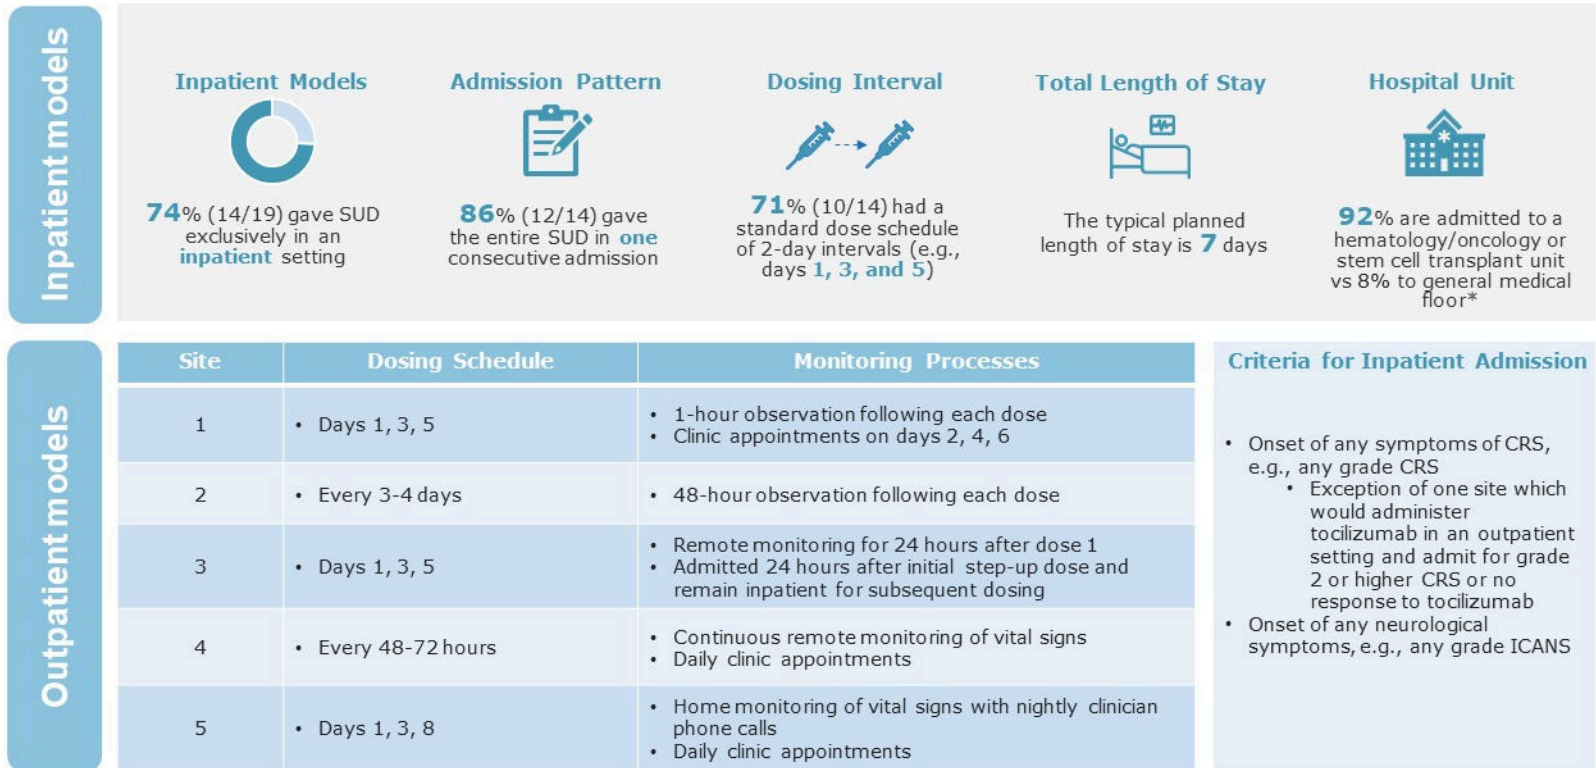 Inpatient models
Inpatient Models
74% (14/19) gave SUD
exclusively in an
inpatient setting
Admission Pattern
86% (12/14) gave
the entire SUD in one
consecutive admission
Dosing Interval
71% (10/14) had a
standard dose schedule
of 2-day intervals (e.g.,
days 1, 3, and 5)
Total Length of Stay
The typical planned
length of stay is 7 days
Hospital Unit
92% are admitted to a
hematology/oncology or
stem cell transplant unit
vs 8% to general medical
floor*
Outpatient models
Site
Dosing Schedule
Monitoring Processes
1
• Days 1, 3, 5
• 1-hour observation following each dose
• Clinic appointments on days 2, 4, 6
2
• Every 3-4 days
• 48-hour observation following each dose
3
• Days 1, 3, 5
• Remote monitoring for 24 hours after dose 1
• Admitted 24 hours after initial step-up dose and
remain inpatient for subsequent dosing
4
• Every 48-72 hours
• Continuous remote monitoring of vital signs
• Daily clinic appointments
5
• Days 1, 3, 8
• Home monitoring of vital signs with nightly clinician
phone calls
• Daily clinic appointments
Criteria for Inpatient Admission
• Onset of any symptoms of CRS,
e.g., any grade CRS
• Exception of one site which
would administer
tocilizumab in an outpatient
setting and admit for grade
2 or higher CRS or no
response to tocilizumab
• Onset of any neurological
symptoms, e.g., any grade ICANS